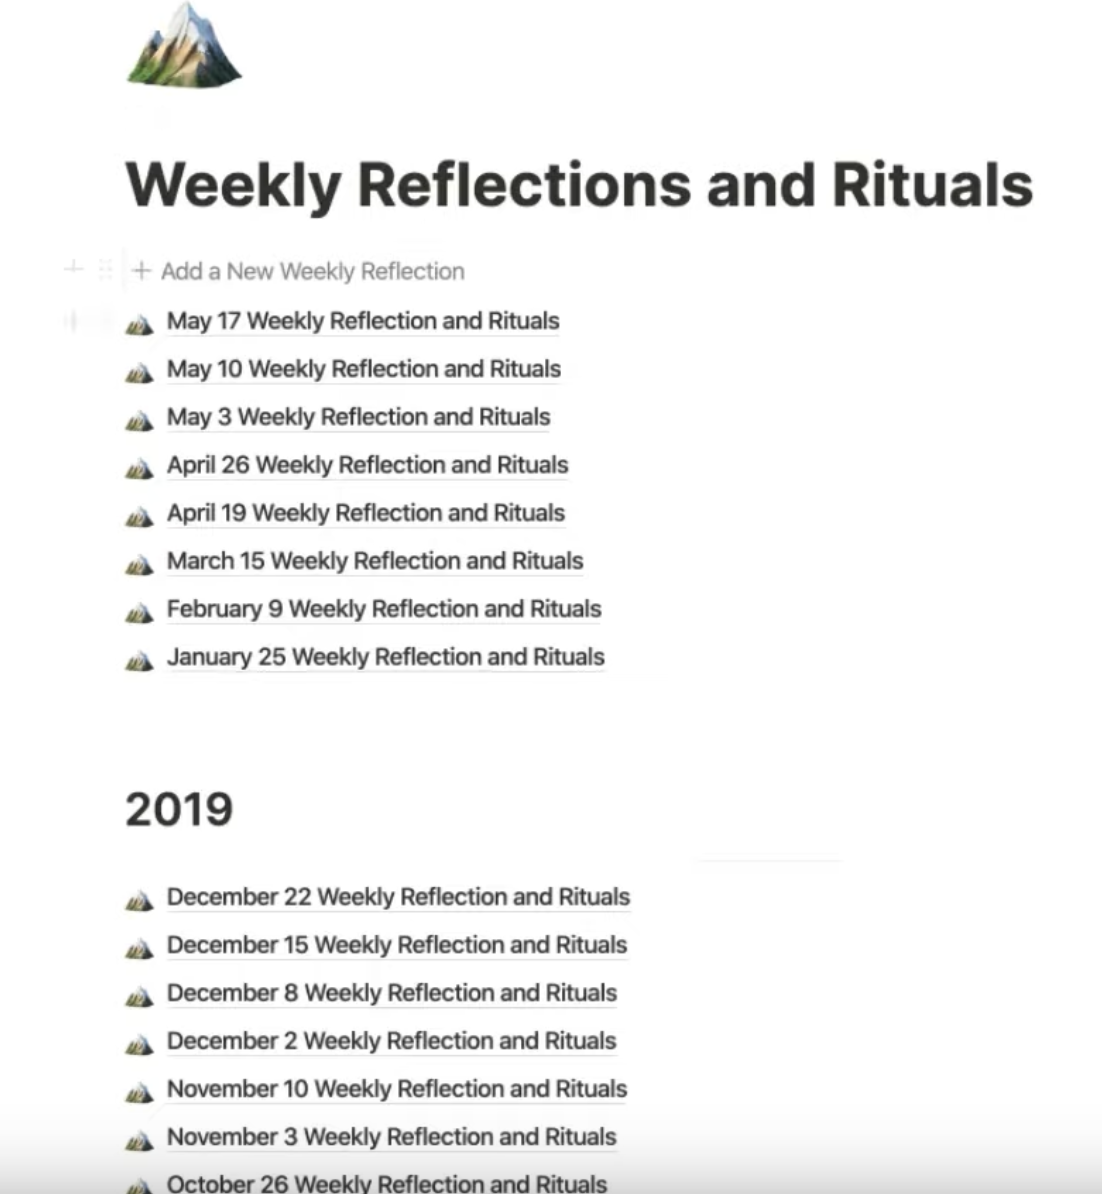 Weekly Reflections and Rituals
+ Add a New Weekly Reflection
May 17 Weekly Reflection and Rituals
May 10 Weekly Reflection and Rituals
May 3 Weekly Reflection and Rituals
April 26 Weekly Reflection and Rituals
April 19 Weekly Reflection and Rituals
March 15 Weekly Reflection and Rituals
February 9 Weekly Reflection and Rituals
January 25 Weekly Reflection and Rituals
2019
December 22 Weekly Reflection and Rituals
December 15 Weekly Reflection and Rituals
December 8 Weekly Reflection and Rituals
December 2 Weekly Reflection and Rituals
November 10 Weekly Reflection and Rituals
November 3 Weekly Reflection and Rituals
October 26 Weekly Reflection and Rituals